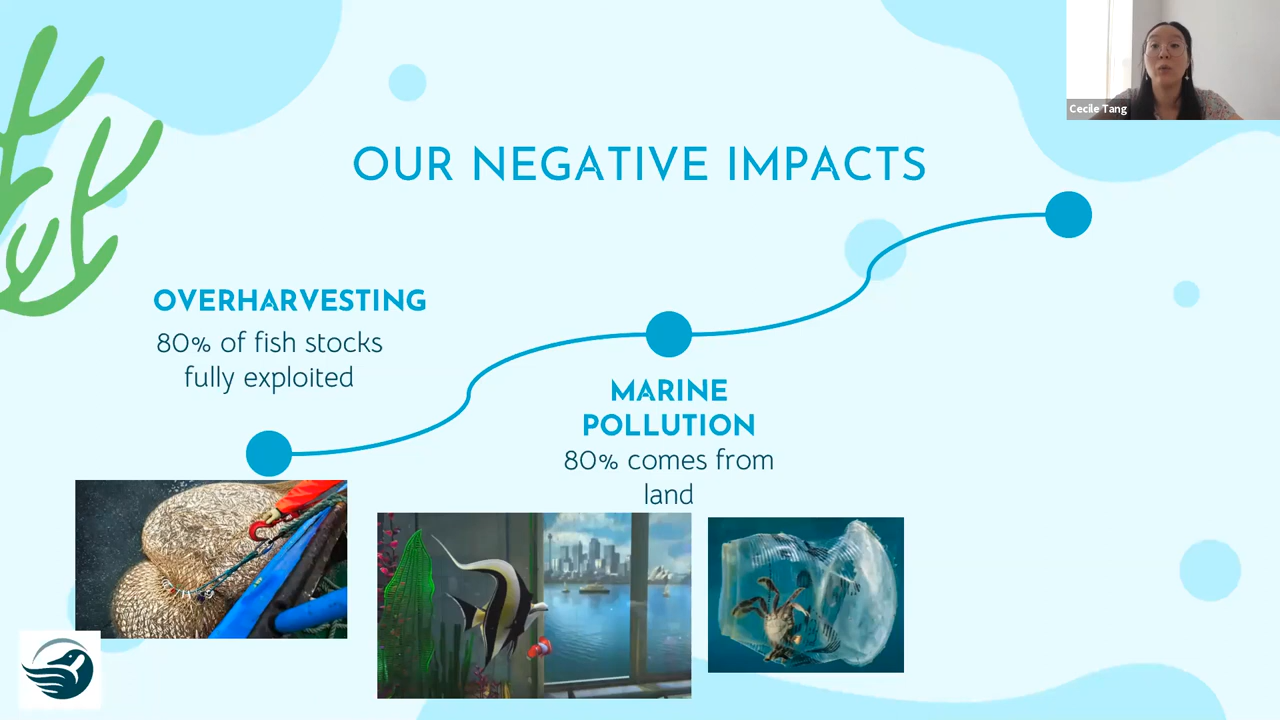 Cecile Tang
OUR NEGATIVE IMPACTS
OVERHARVESTING
80% of fish stocks
fully exploited
MARINE
POLLUTION
80% comes from
land